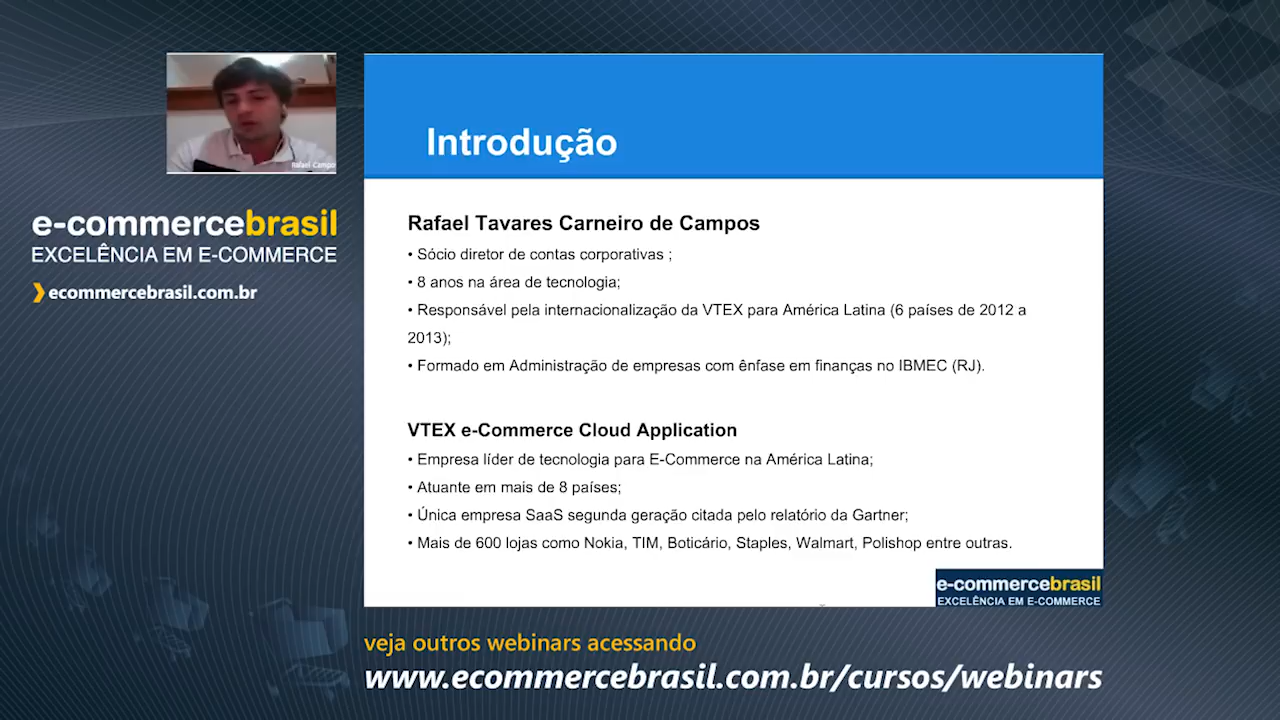 Rafael Campo
e-commercebrasil
EXCELÊNCIA EM E-COMMERCE
ecommercebrasil.com.br
Introdução
Rafael Tavares Carneiro de Campos
• Sócio diretor de contas corporativas ;
• 8 anos na área de tecnologia;
• Responsável pela internacionalização da VTEX para América Latina (6 países de 2012 a
2013);
• Formado em Administração de empresas com ênfase em finanças no IBMEC (RJ).
VTEX e-Commerce Cloud Application
• Empresa líder de tecnologia para E-Commerce na América Latina;
• Atuante em mais de 8 países;
• Única empresa SaaS segunda geração citada pelo relatório da Gartner;
• Mais de 600 lojas como Nokia, TIM, Boticário, Staples, Walmart, Polishop entre outras.
e-commercebrasil
EXCELÊNCIA EM E-COMMERCE
veja outros webinars acessando
www.ecommercebrasil.com.br/cursos/webinars